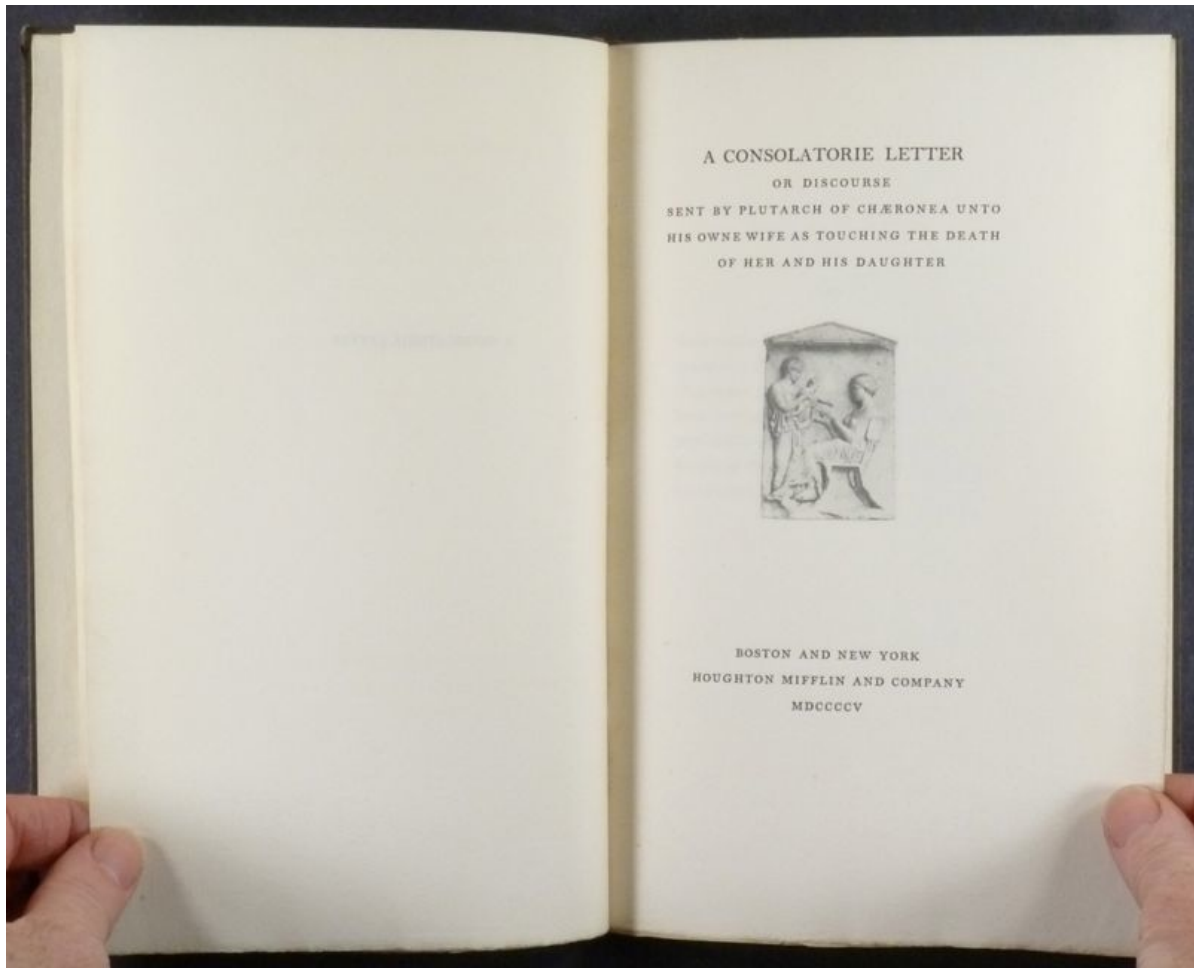 A CONSOLATORIE LETTER
OR DISCOURSE
SENT BY PLUTARCH OF CHÆRONEA UNTO
HIS OWNE WIFE AS TOUCHING THE DEATH
OF HER AND HIS DAUGHTER
BOSTON AND NEW YORK
HOUGHTON MIFFLIN AND COMPANY
MDCCCCV